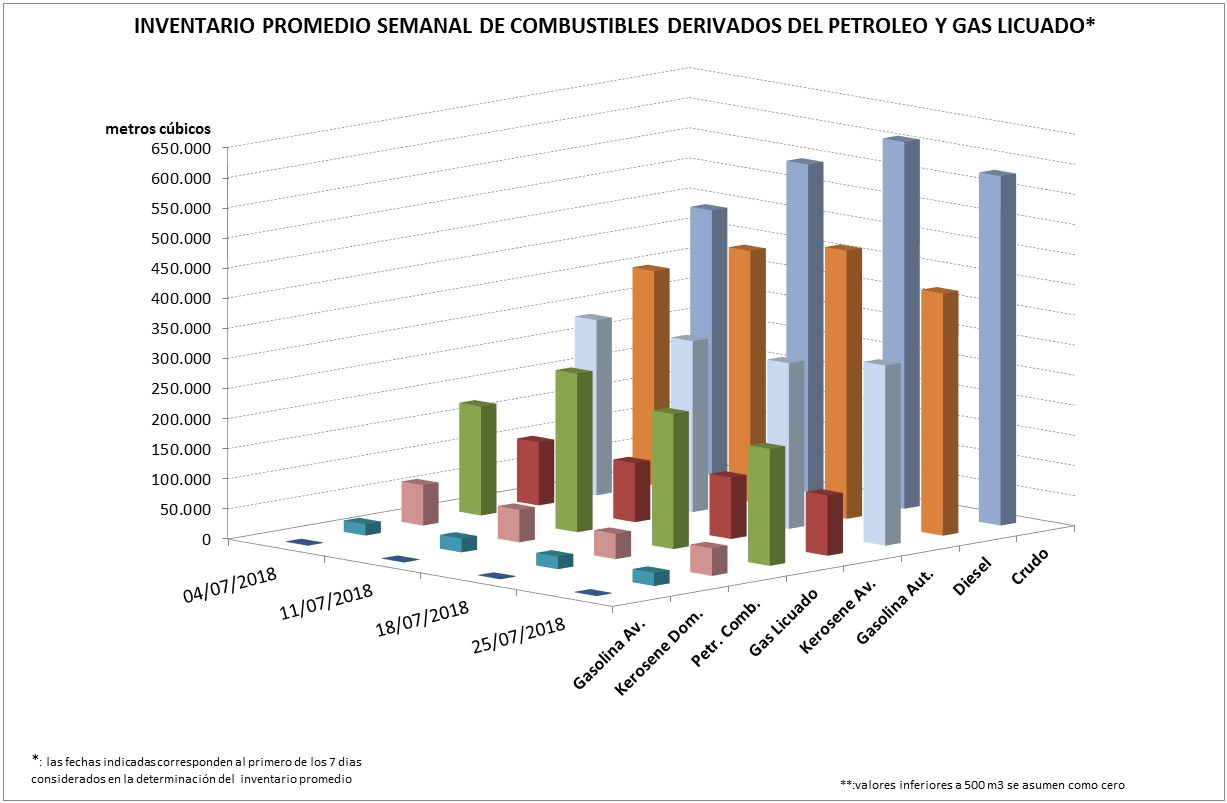 INVENTARIO PROMEDIO SEMANAL DE COMBUSTIBLES DERIVADOS DEL PETROLEO Y GAS LICUADO*
metros cúbicos
650.000
600.000
550.000
500.000
450.000
400.000
350.000
300.000
250.000
200.000
150.000
100.000
50.000
0
04/07/2018
11/07/2018
18/07/2018
25/07/2018
Gasolina Av.
Kerosene Dom.
Petr. Comb.
Gas Licuado
Kerosene Av.
Gasolina Aut.
Diesel
Crudo
*: las fechas indicadas corresponden al primero de los 7 dias
considerados en la determinación del inventario promedio
**:valores inferiores a 500 m3 se asumen como cero